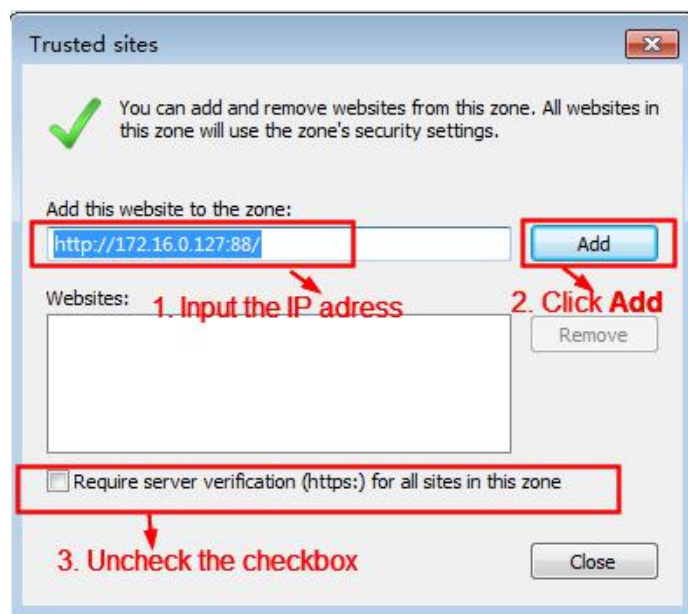 Trusted sites
You can add and remove websites from this zone. All websites in
this zone will use the zone's security settings.
Add this website to the zone:
http://172.16.0.127:88/
Add
1. Input the IP adress
2. Click Add
Websites:
Remove
Require server verification (https:) for all sites in this zone
3. Uncheck the checkbox
Close